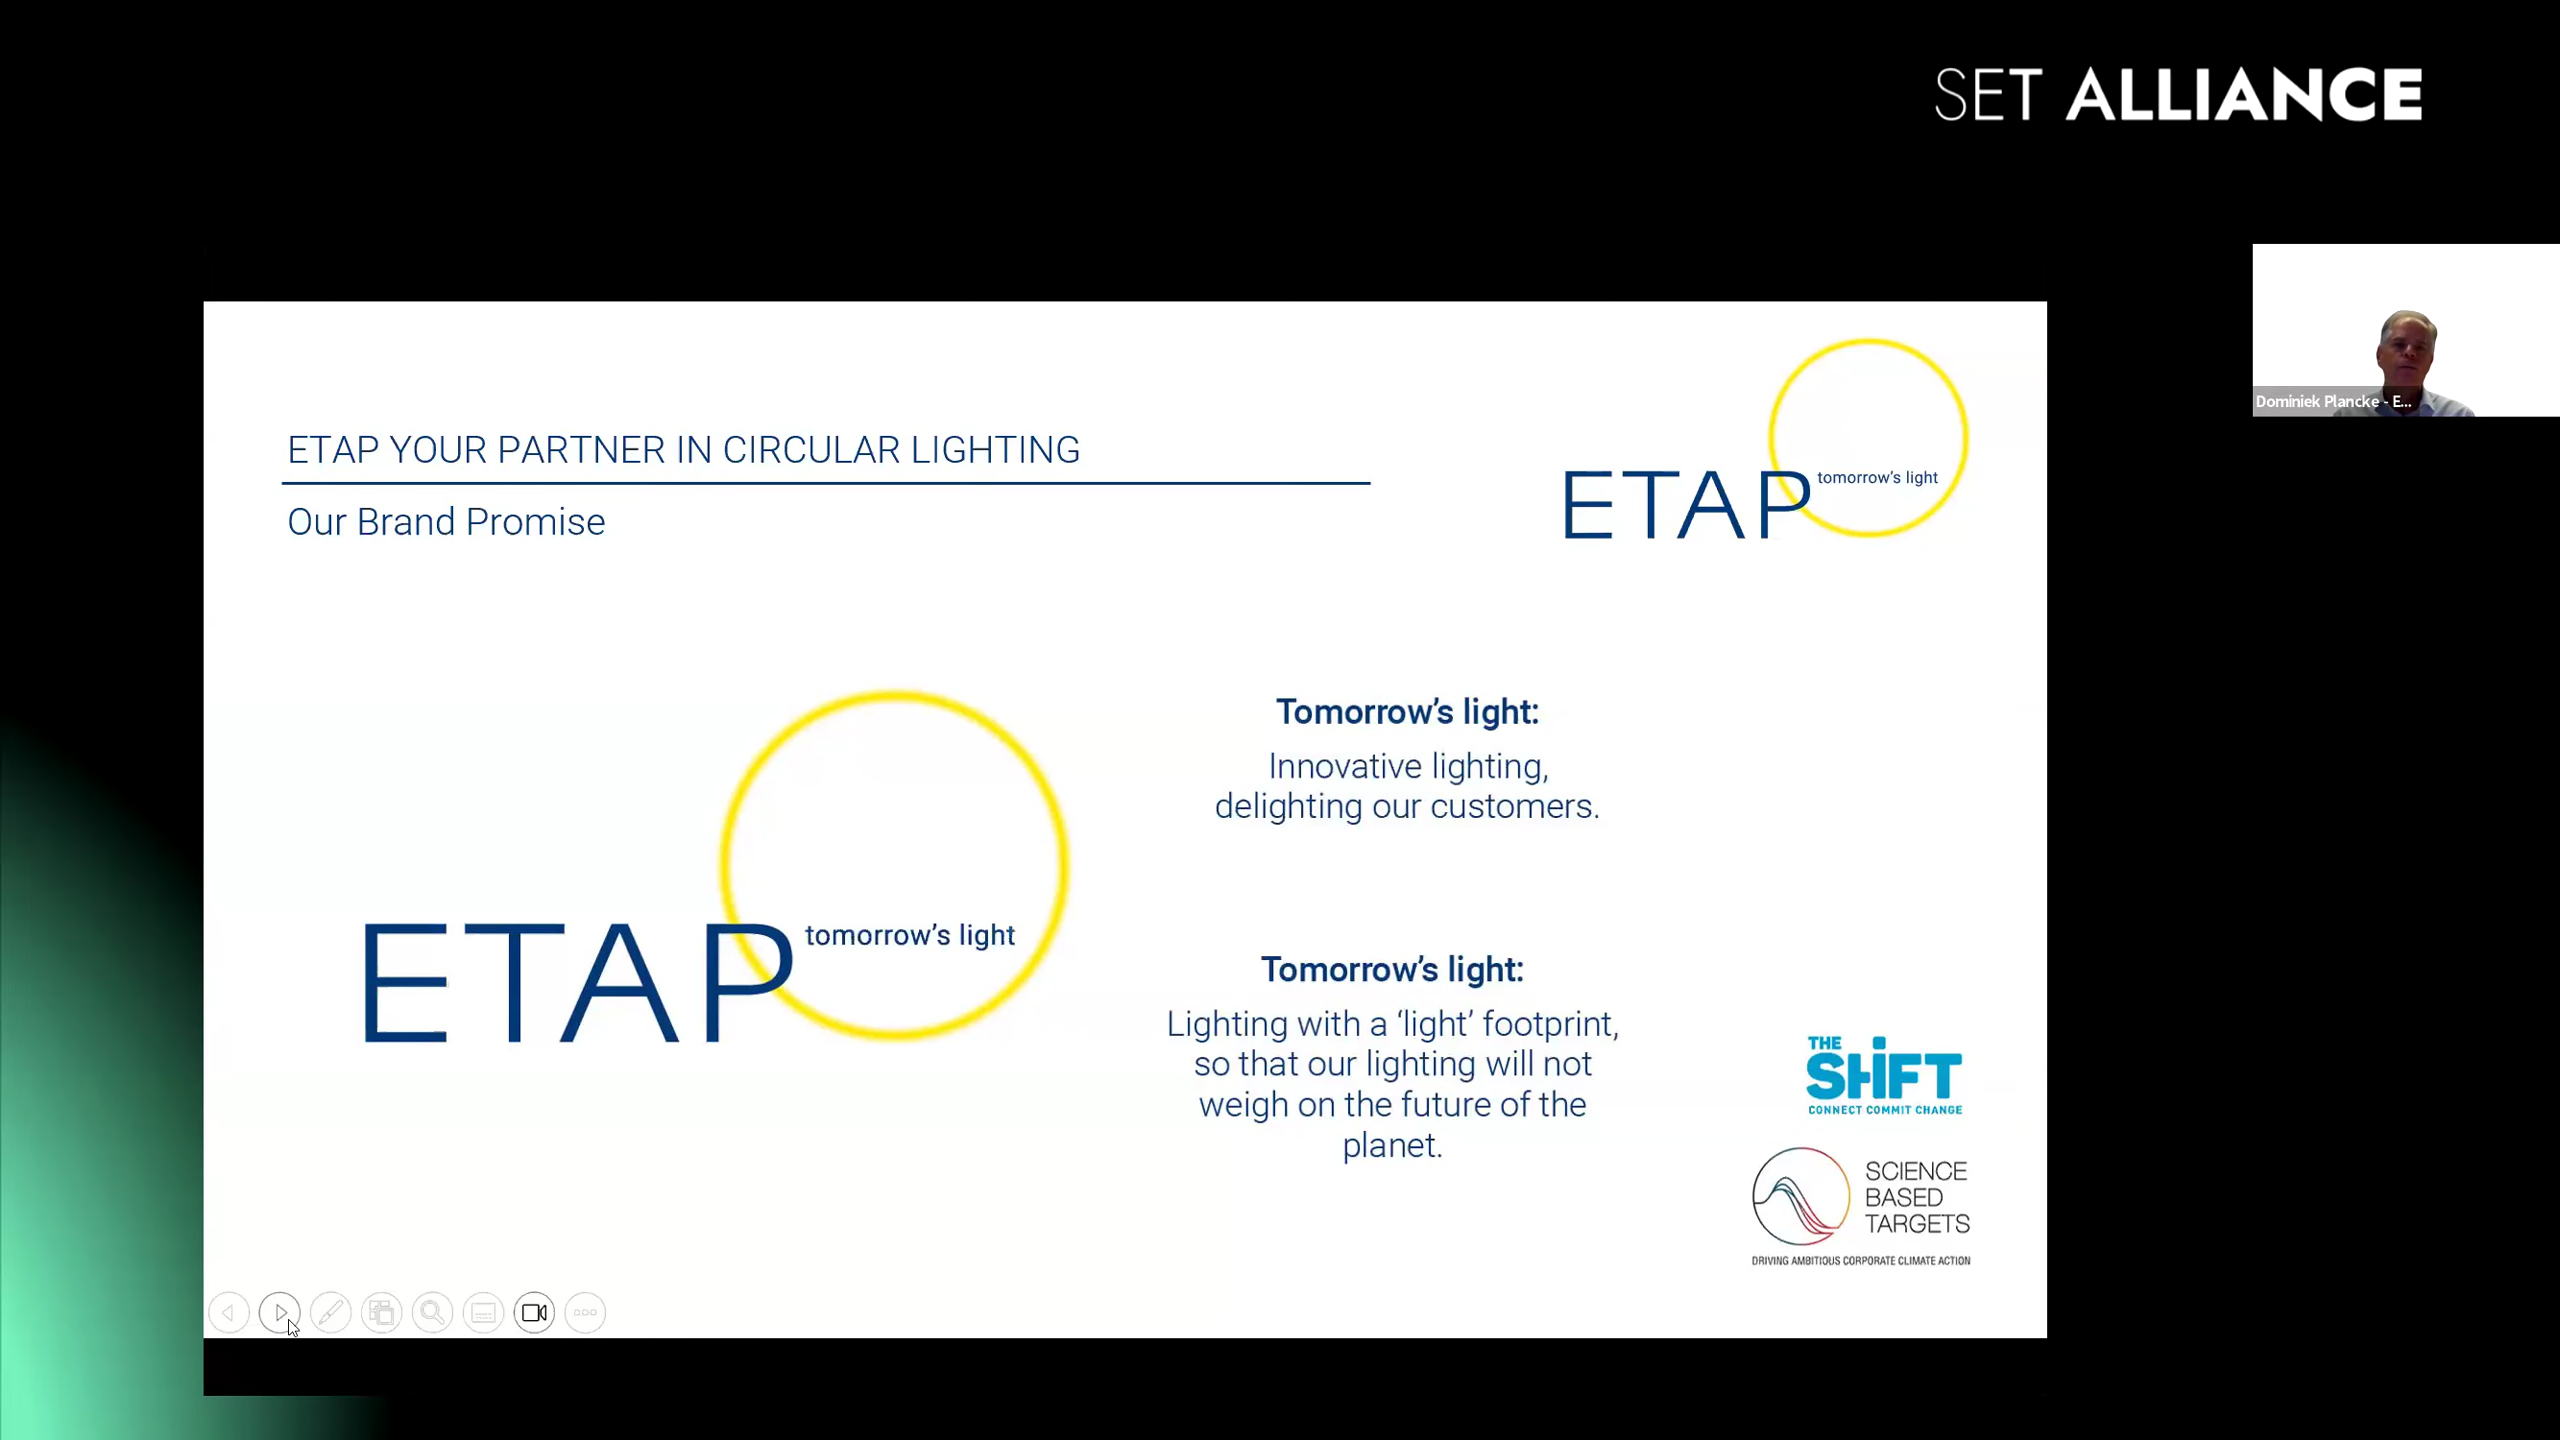 SET ALLIANCE
Dominiek Plancke - E...
ETAP YOUR PARTNER IN CIRCULAR LIGHTING
Our Brand Promise
ETAP tomorrow's light
ETAP tomorrow's light
Tomorrow's light:
Innovative lighting,
delighting our customers.
Tomorrow's light:
Lighting with a 'light' footprint,
so that our lighting will not
weigh on the future of the
planet.
THE
SHIFT
CONNECT COMMIT CHANGE
SCIENCE
BASED
TARGETS
DRIVING AMBITIOUS CORPORATE CLIMATE ACTION